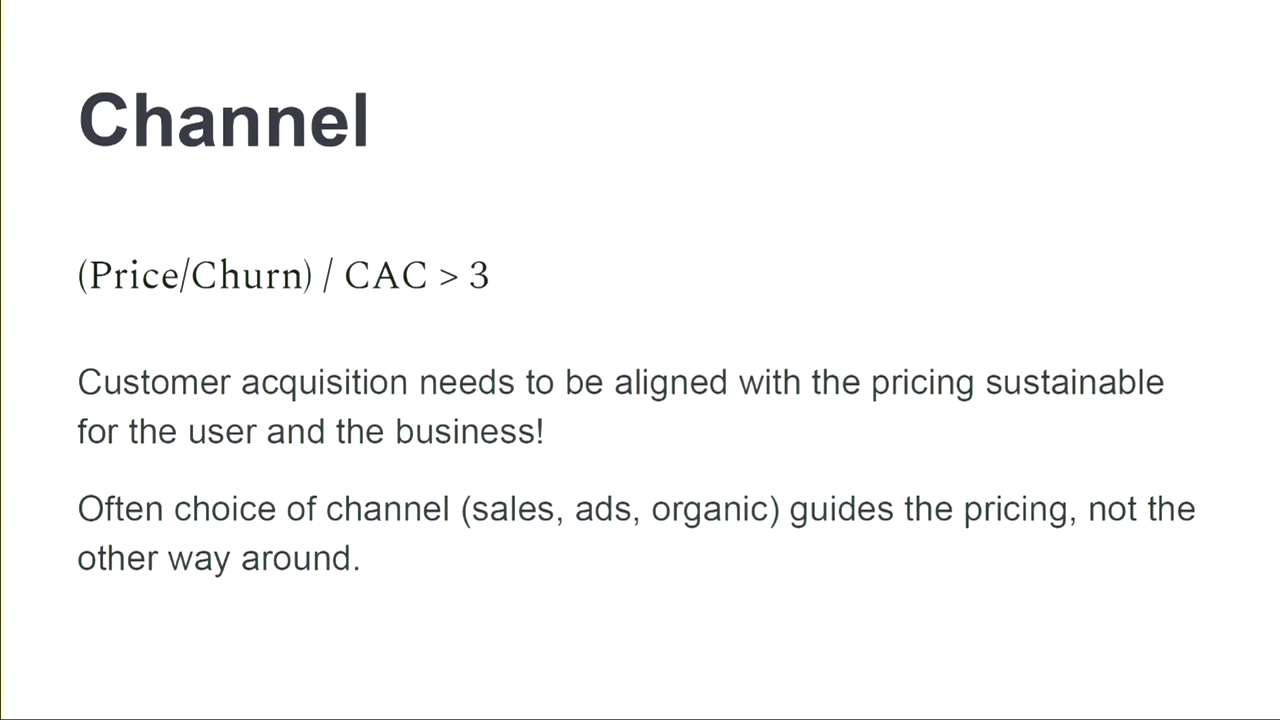 Channel
(Price/Churn) / CAC > 3
Customer acquisition needs to be aligned with the pricing sustainable
for the user and the business!
Often choice of channel (sales, ads, organic) guides the pricing, not the
other way around.